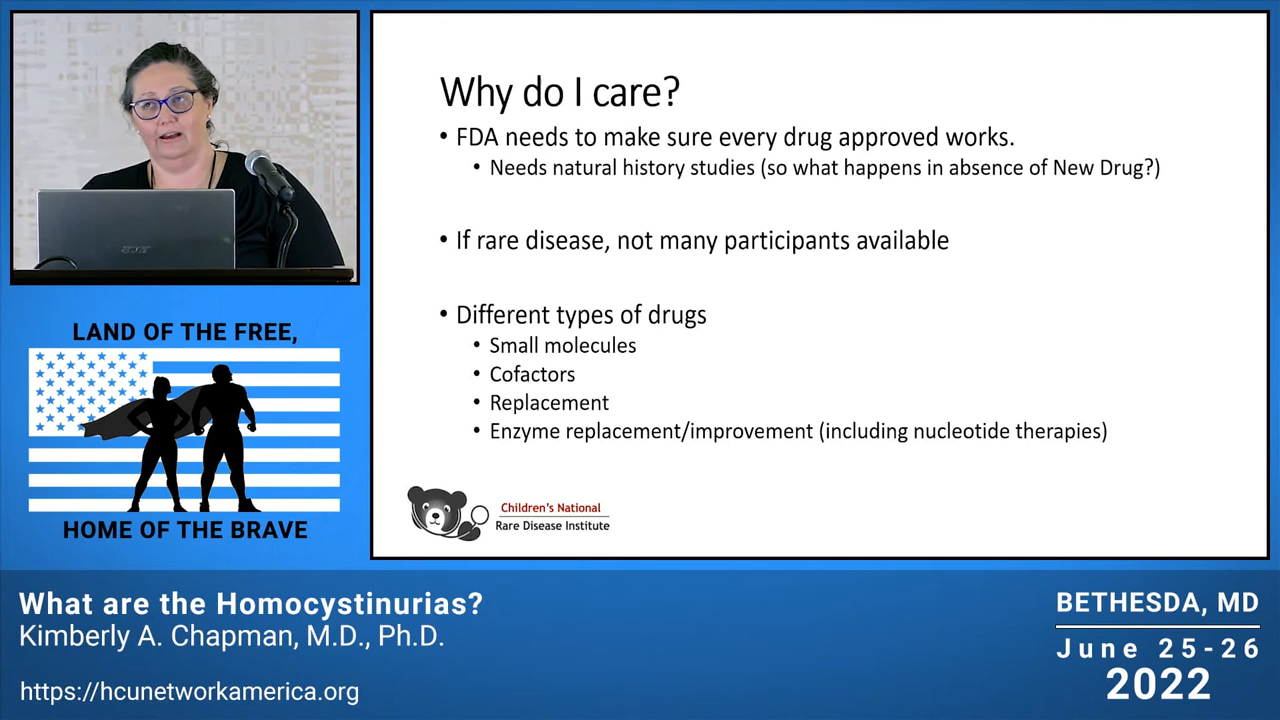 Why do I care?
• FDA needs to make sure every drug approved works.
• Needs natural history studies (so what happens in absence of New Drug?)
• If rare disease, not many participants available
• Different types of drugs
• Small molecules
• Cofactors
• Replacement
• Enzyme replacement/improvement (including nucleotide therapies)
Children's National
Rare Disease Institute
acer
LAND OF THE FREE,
HOME OF THE BRAVE
What are the Homocystinurias?
Kimberly A. Chapman, M.D., Ph.D.
https://hcunetworkamerica.org
BETHESDA, MD
June 25-26
2022